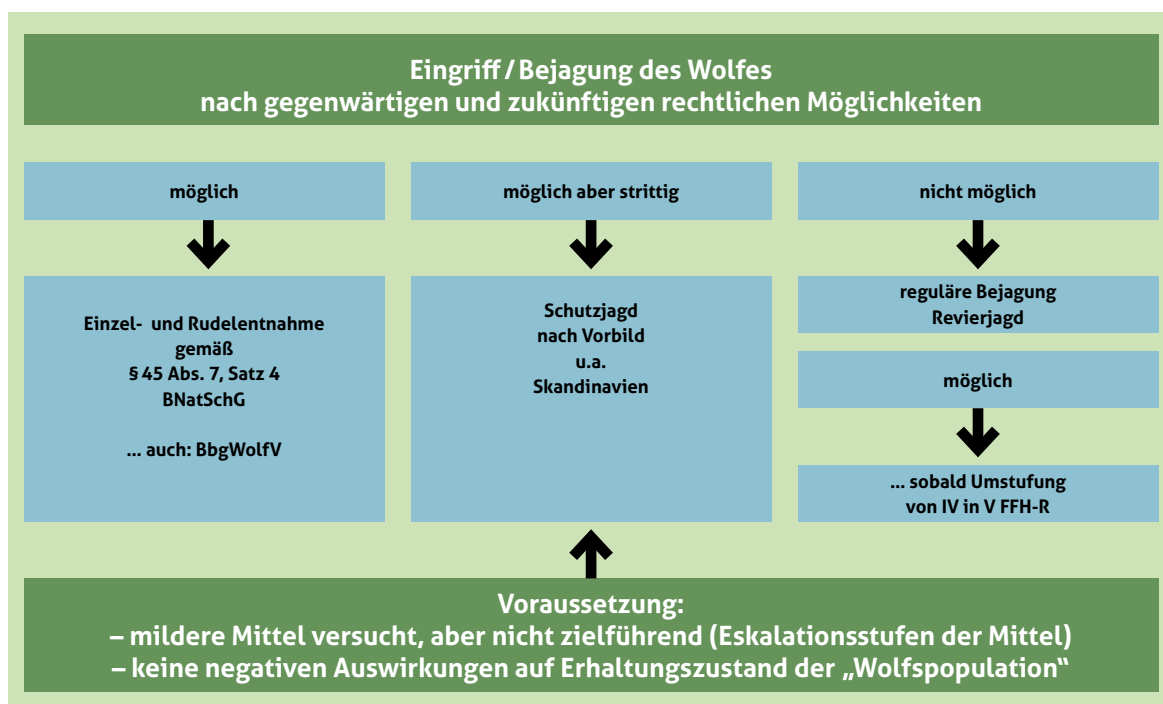 Eingriff / Bejagung des Wolfes
nach gegenwärtigen und zukünftigen rechtlichen Möglichkeiten
möglich
Einzel- und Rudelentnahme
gemäß
§ 45 Abs. 7, Satz 4
BNatSchG
... auch: BbgWolfV
möglich aber strittig
Schutzjagd
nach Vorbild
u.a.
Skandinavien
nicht möglich
reguläre Bejagung
Revierjagd
möglich
... sobald Umstufung
von IV in V FFH-R
Voraussetzung:
– mildere Mittel versucht, aber nicht zielführend (Eskalationsstufen der Mittel)
– keine negativen Auswirkungen auf Erhaltungszustand der „Wolfspopulation“